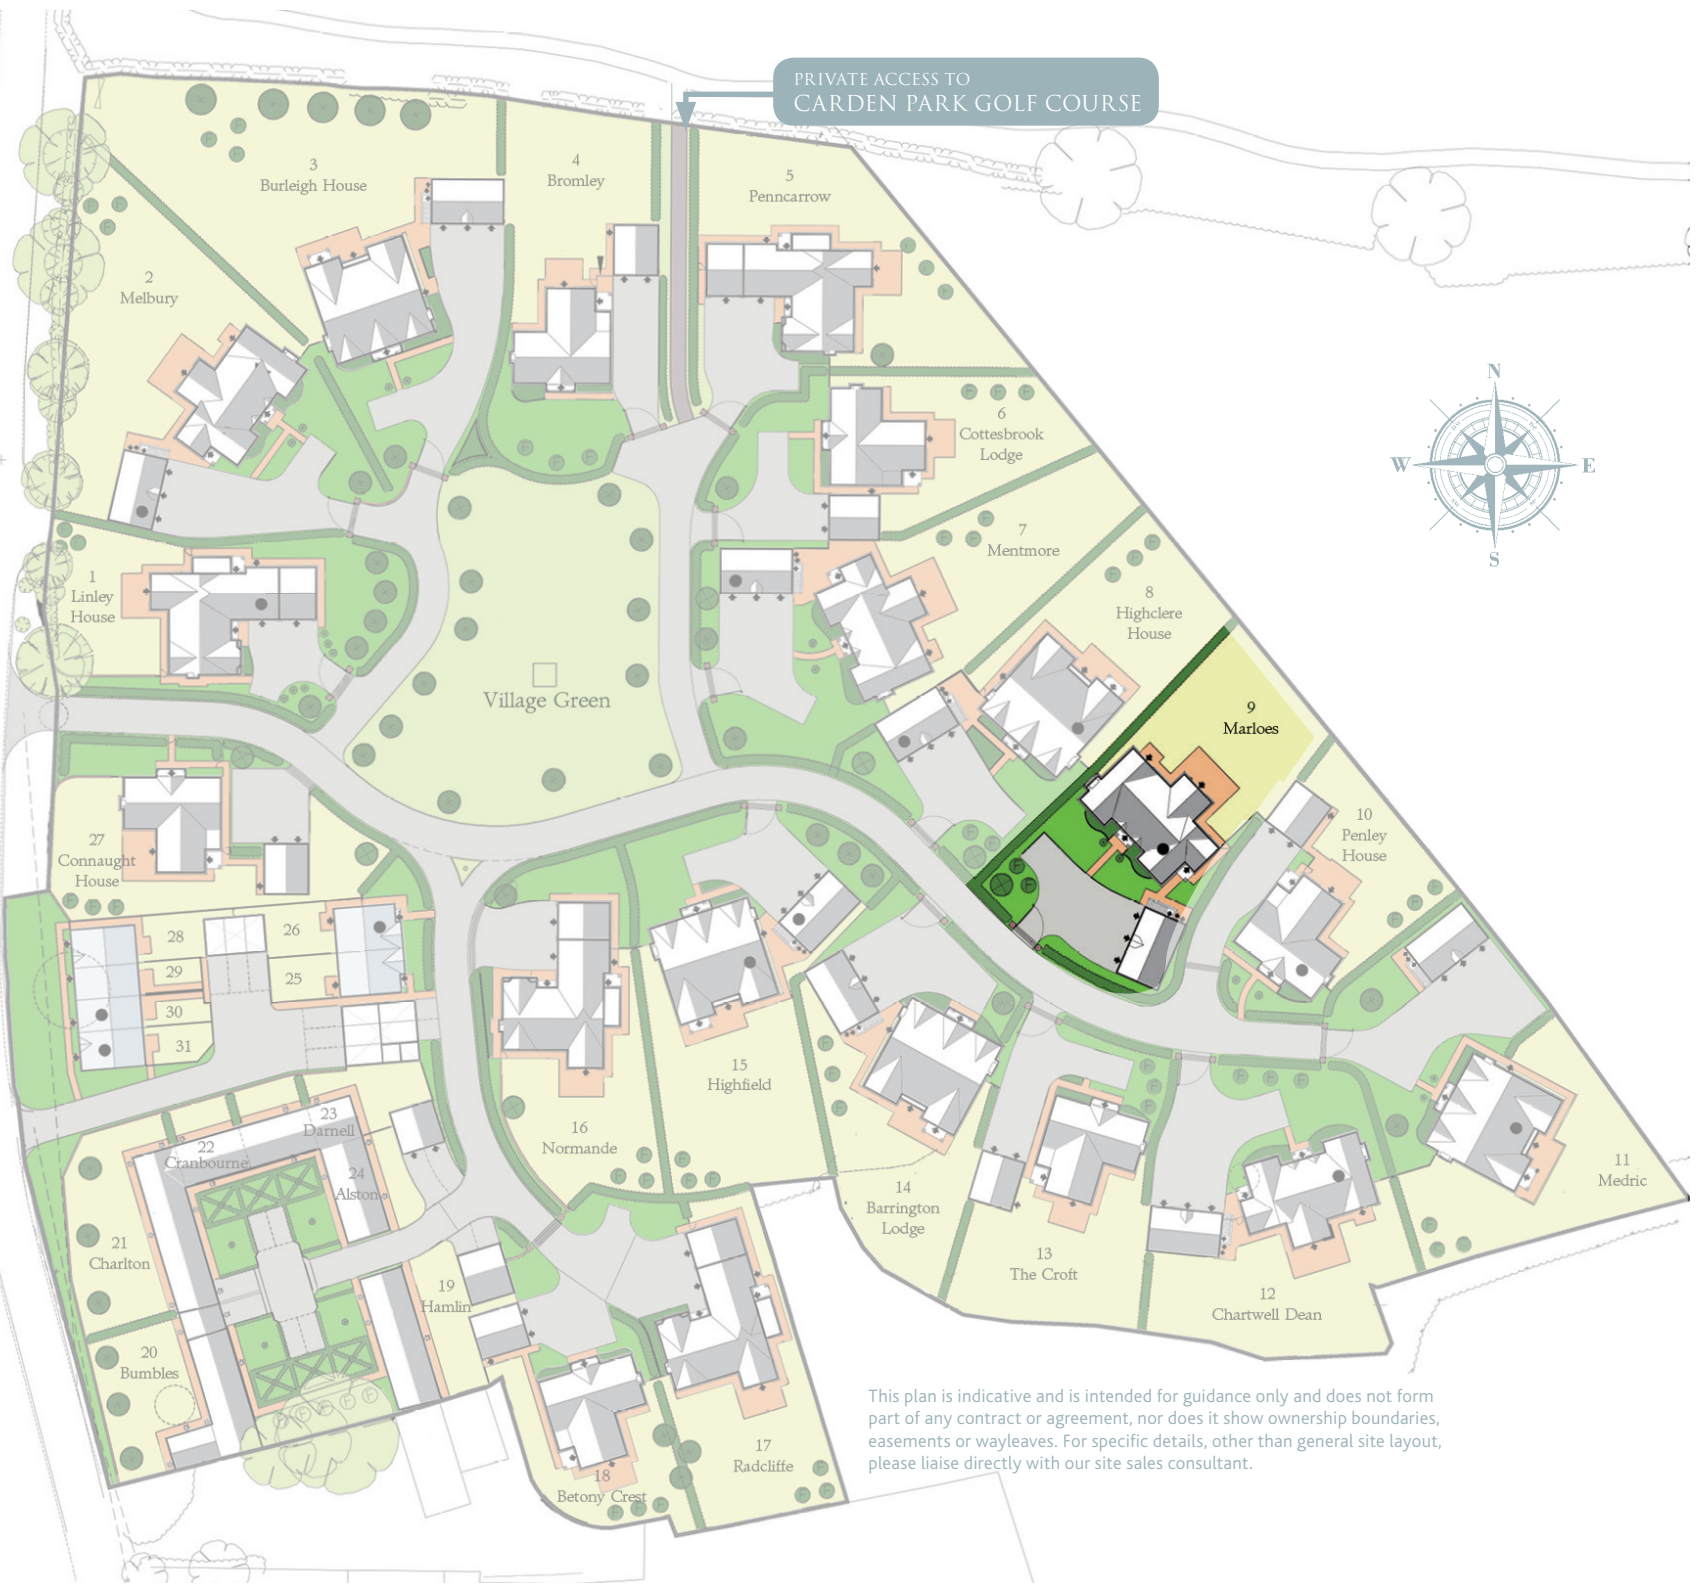 PRIVATE ACCESS TO
CARDEN PARK GOLF COURSE
3
Burleigh House
4
Bromley
5
Penncarrow
2
Melbury
N
W
E
S
6
Cottesbrook
Lodge
7
Mentmore
1
Linley
House
8
Highclere
House
Village Green
9
Marloes
10
Penley
House
27
Connaught
House
28
26
29
25
30
31
15
Highfield
16
Normande
23
Darnell
22
Cranbourne
24
Alston
14
Barrington
Lodge
11
Medric
21
Charlton
13
The Croft
19
Hamlin
12
Chartwell Dean
20
Bumbles
17
Radcliffe
18
Betony Crest
This plan is indicative and is intended for guidance only and does not form
part of any contract or agreement, nor does it show ownership boundaries,
easements or wayleaves. For specific details, other than general site layout,
please liaise directly with our site sales consultant.